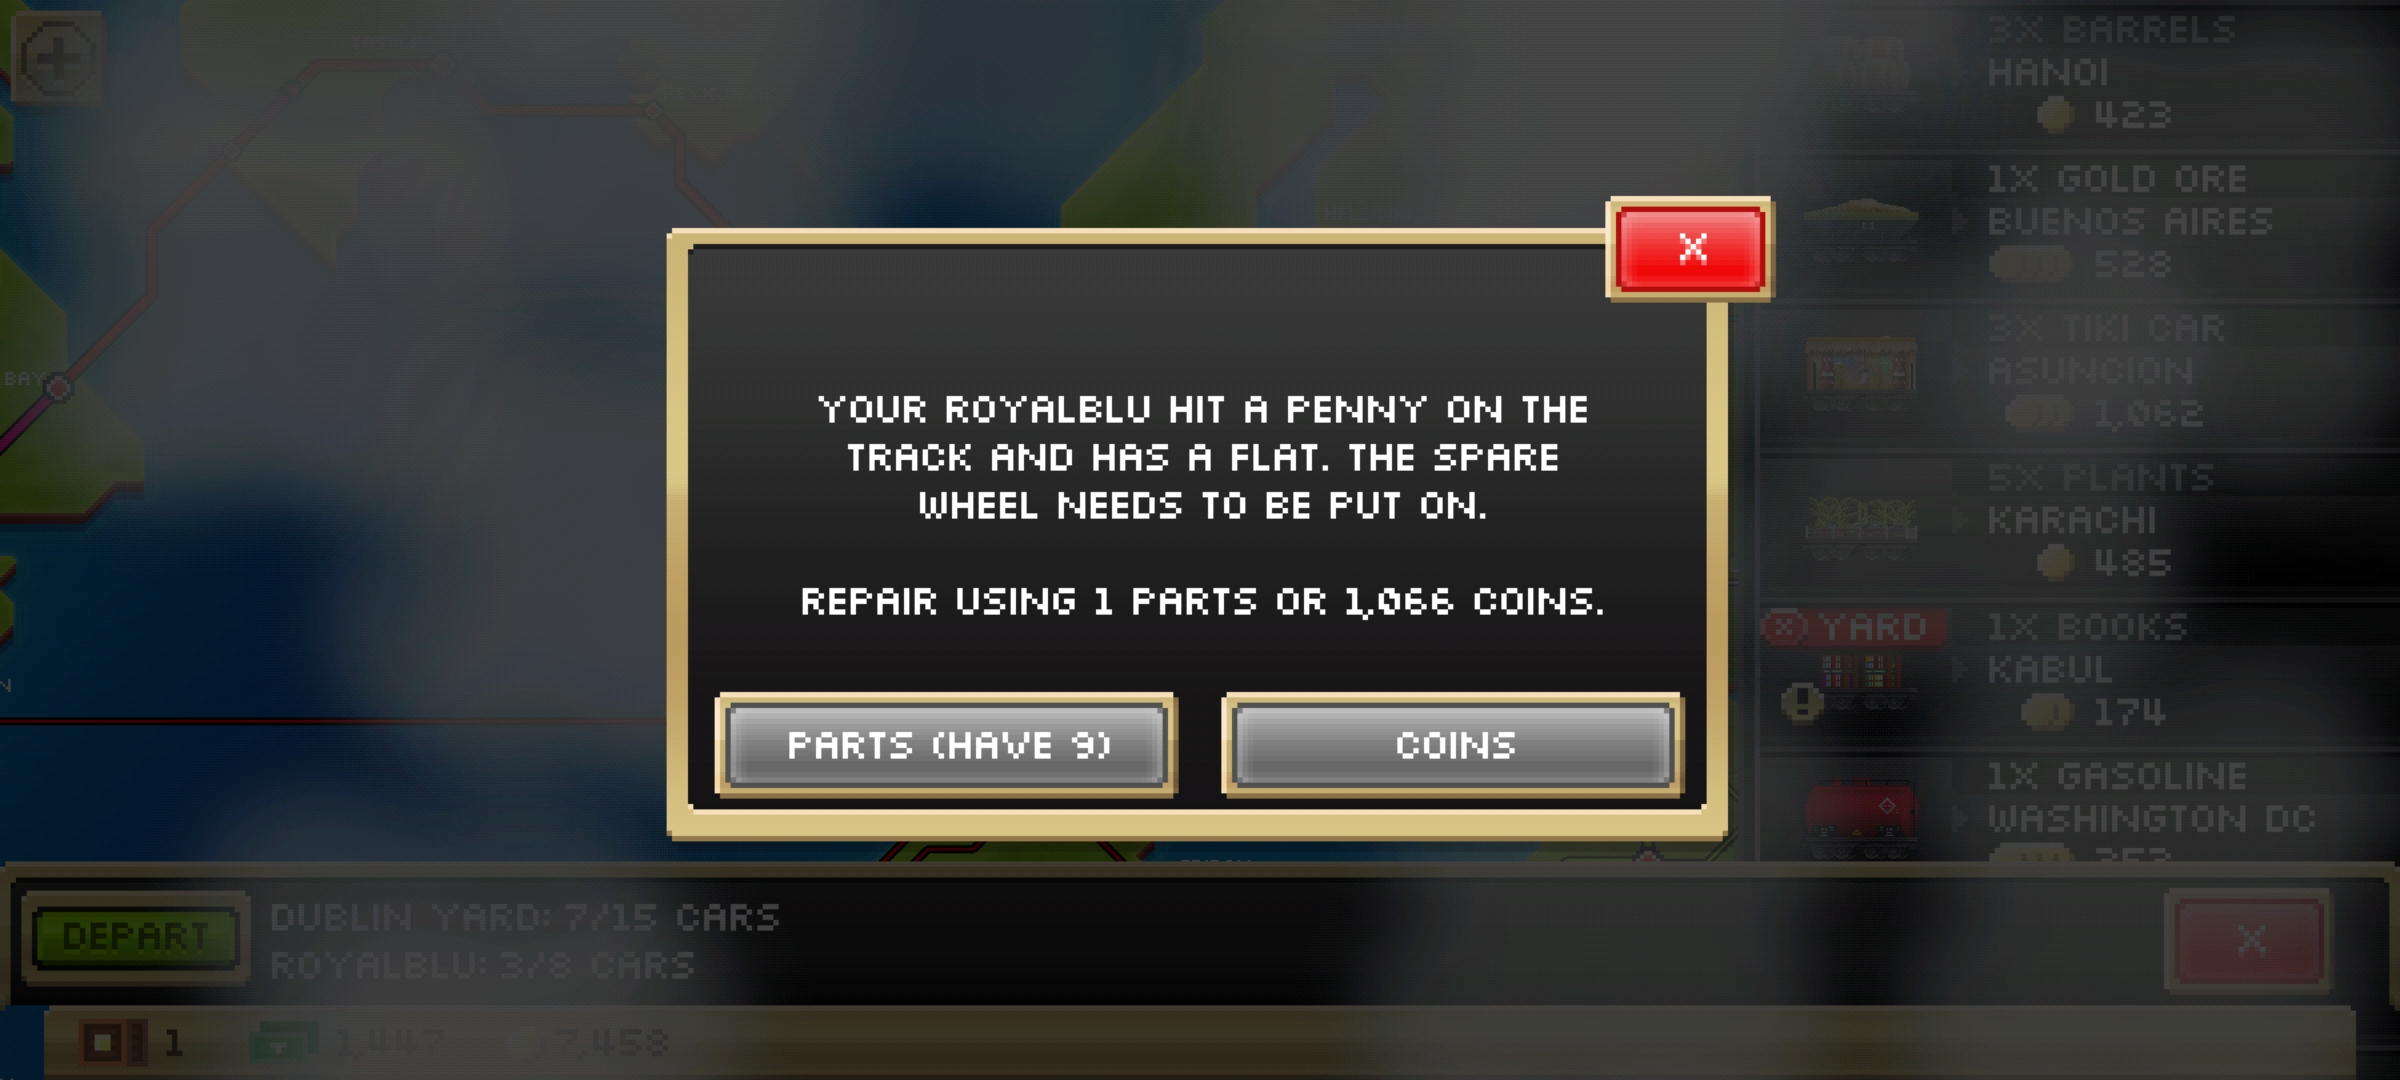 3X BARRELS
HANOI
423
1X GOLD ORE
BUENOS AIRES
528
3X TIKI CAR
ASUNCION
1,062
5X PLANTS
KARACHI
485
YARD
1X BOOKS
KABUL
174
1X GASOLINE
WASHINGTON DC
BAY
N
X
YOUR ROYALBLU HIT A PENNY ON THE
TRACK AND HAS A FLAT. THE SPARE
WHEEL NEEDS TO BE PUT ON.
REPAIR USING 1 PARTS OR 1,066 COINS.
PARTS (HAVE 9)
COINS
DEPART
DUBLIN YARD: 7/15 CARS
ROYALBLU: 3/8 CARS
X
1
1,447
7,458